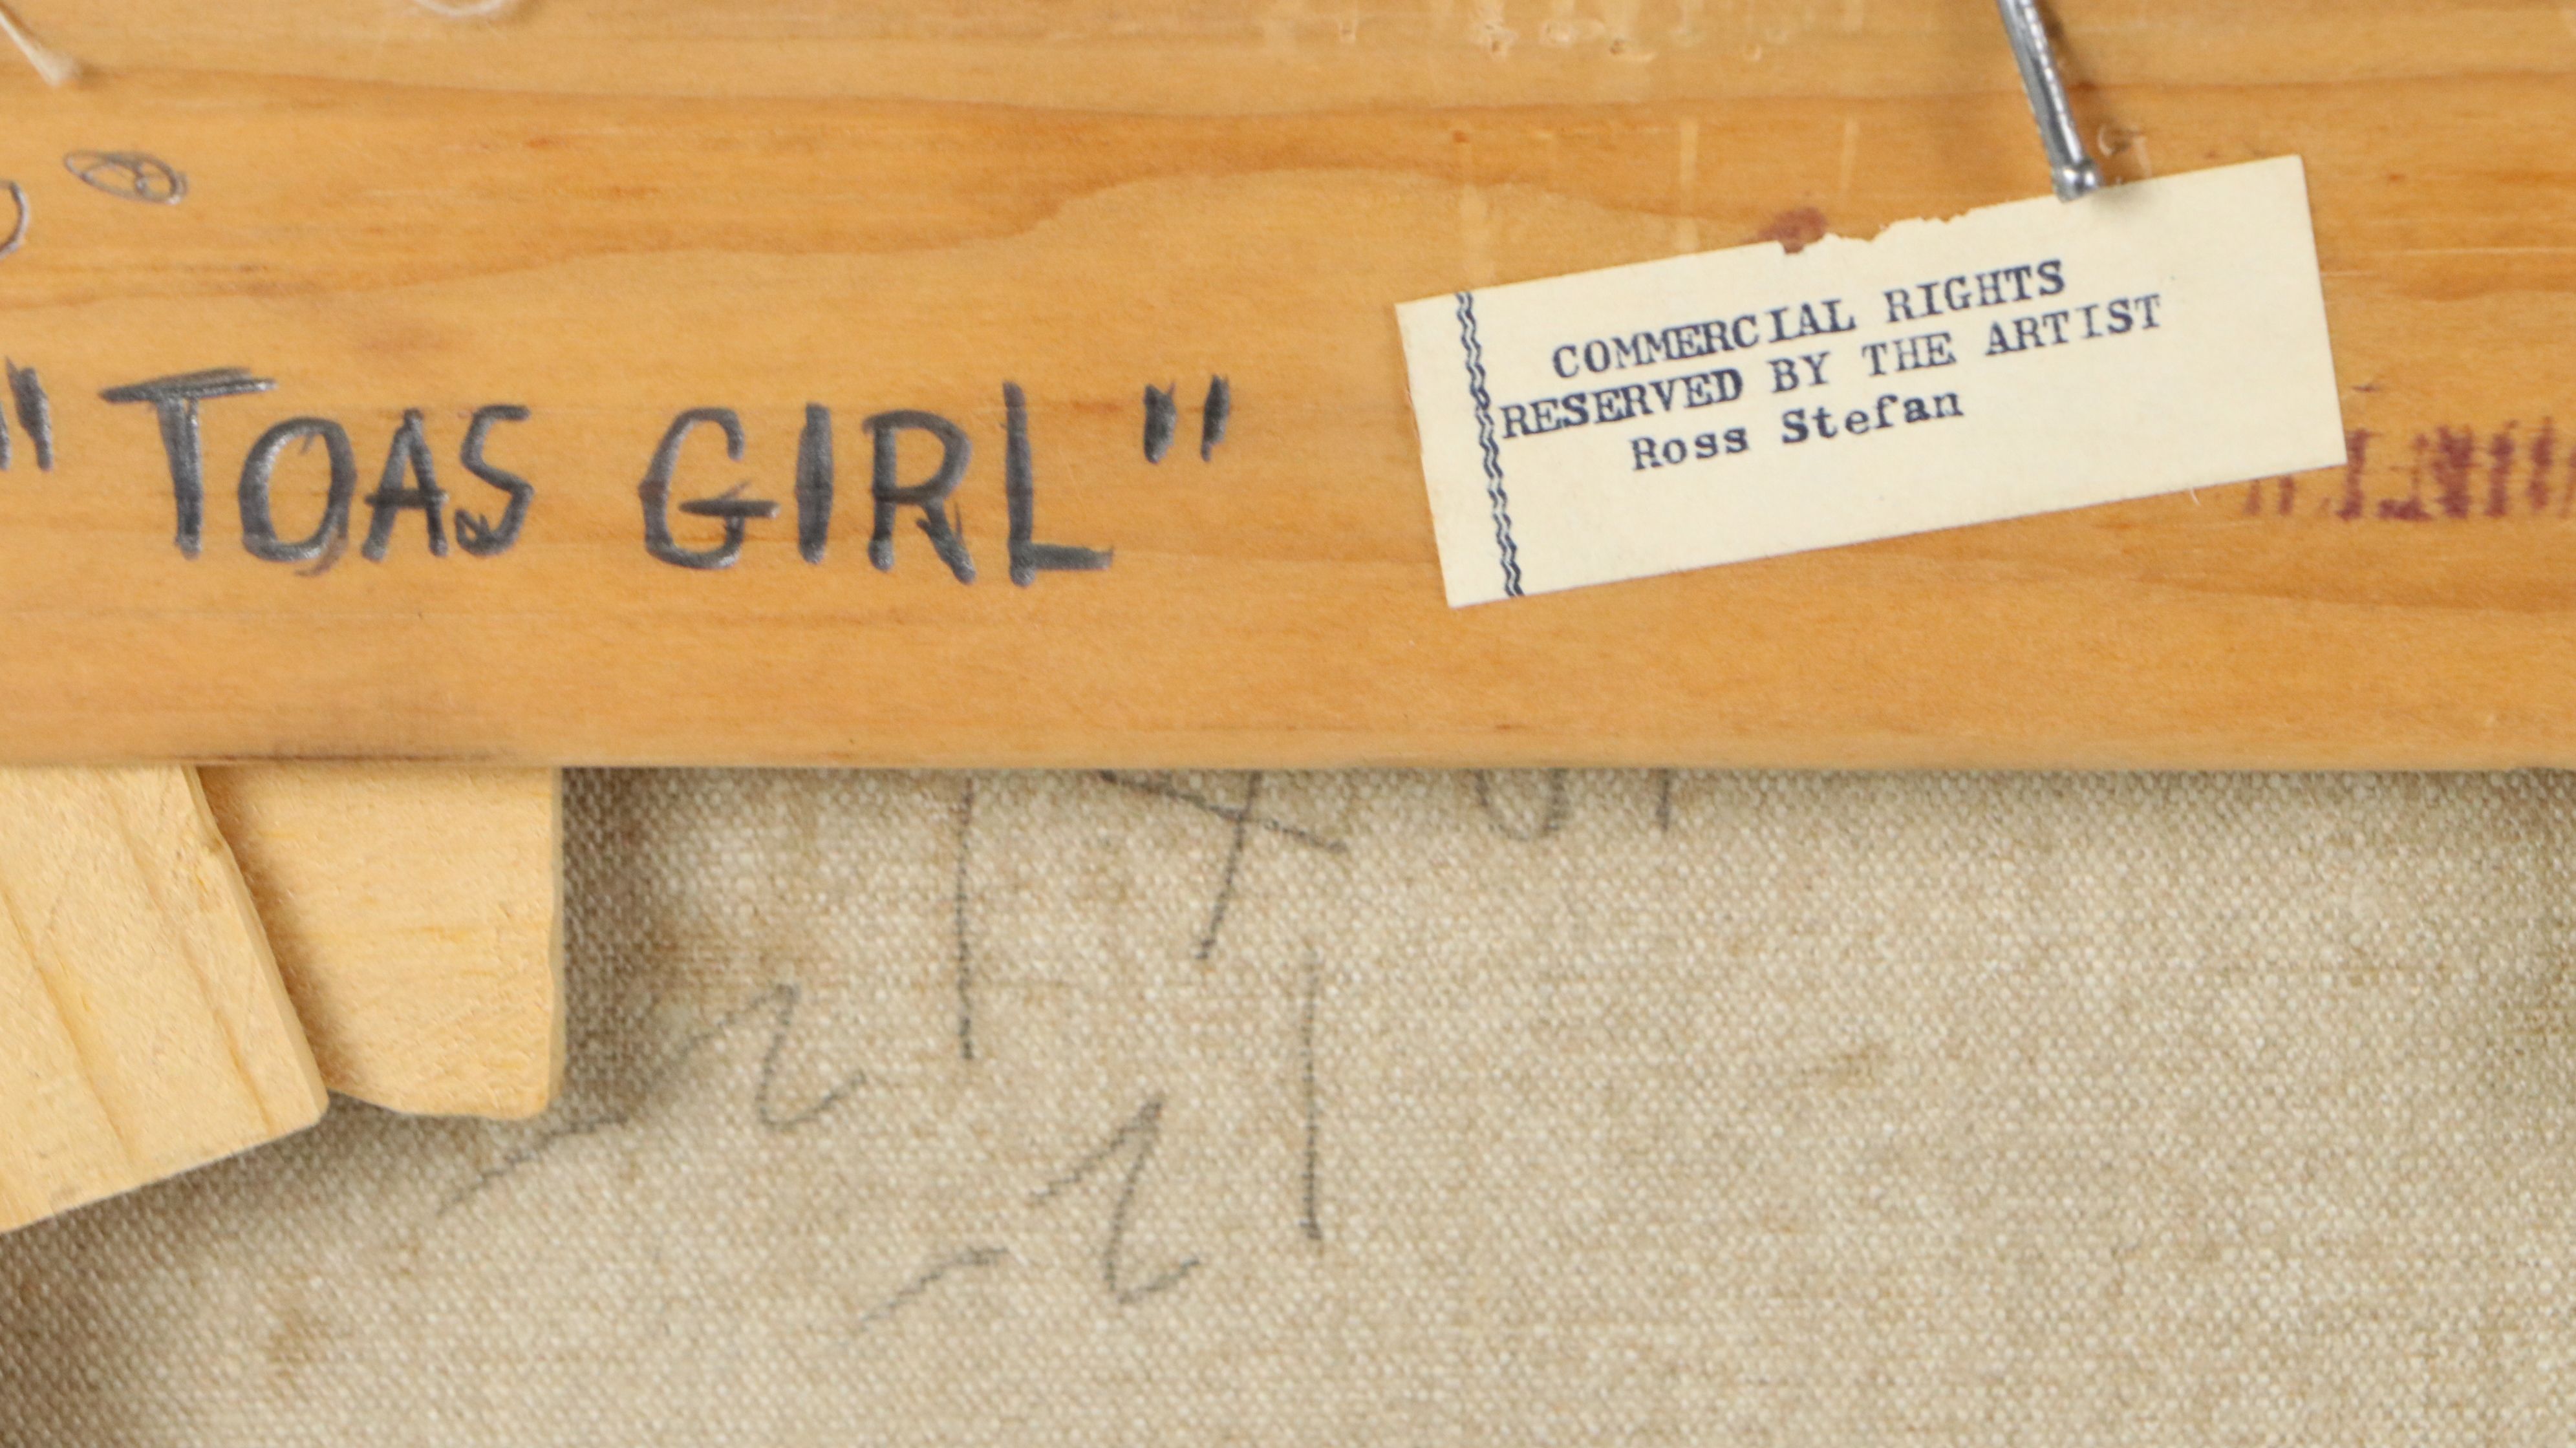 "TOAS GIRL"
COMMERCIAL RIGHTS
RESERVED BY THE ARTIST
Ross Stefan